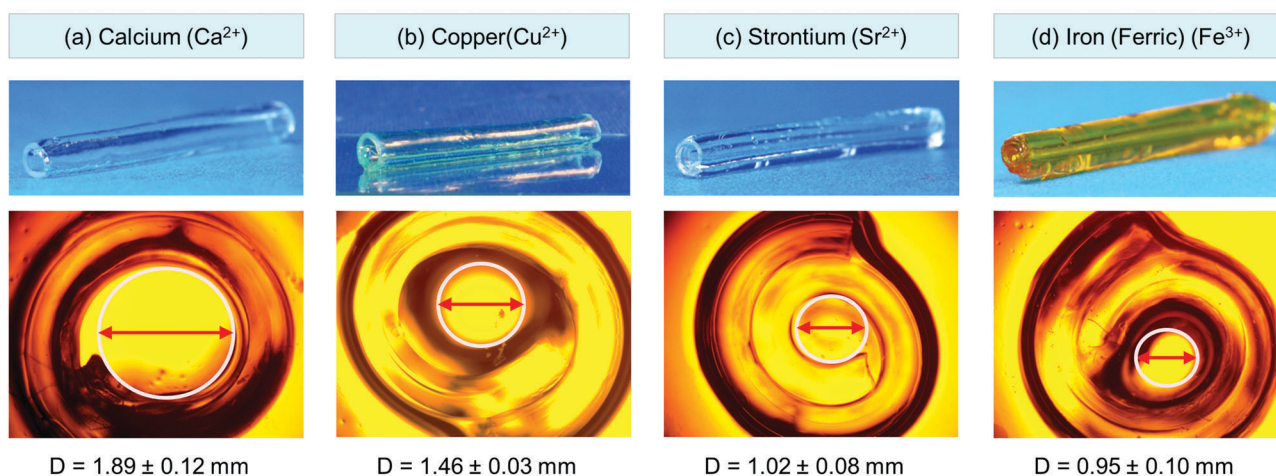 (a) Calcium (Ca²⁺)
(b) Copper(Cu²⁺)
(c) Strontium (Sr²⁺)
(d) Iron (Ferric) (Fe³⁺)
D = 1.89 ± 0.12 mm
D = 1.46 ± 0.03 mm
D = 1.02 ± 0.08 mm
D = 0.95 ± 0.10 mm